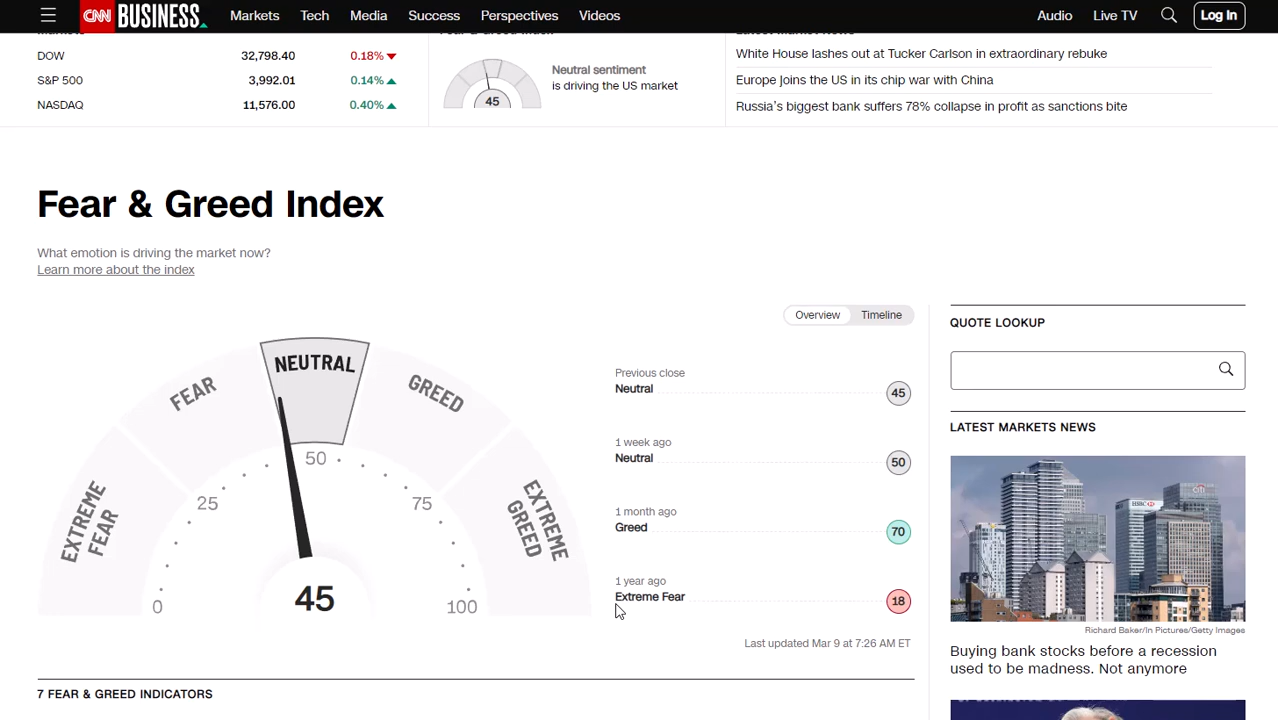 CNN BUSINESS Markets Tech Media Success Perspectives Videos Audio Live TV Log In
DOW 32,798.40 0.18%
S&P 500 3,992.01 0.14%
NASDAQ 11,576.00 0.40%
45
Neutral sentiment
is driving the US market
White House lashes out at Tucker Carlson in extraordinary rebuke
Europe joins the US in its chip war with China
Russia's biggest bank suffers 78% collapse in profit as sanctions bite
Fear & Greed Index
What emotion is driving the market now?
Learn more about the index
Overview Timeline
EXTREME
FEAR
FEAR
NEUTRAL
GREED
EXTREME
GREED
0
25
50
75
100
45
Previous close
Neutral 45
1 week ago
Neutral 50
1 month ago
Greed 70
1 year ago
Extreme Fear 18
Last updated Mar 9 at 7:26 AM ET
7 FEAR & GREED INDICATORS
QUOTE LOOKUP
LATEST MARKETS NEWS
HSBC
citi
Richard Baker/In Pictures/Getty Images
Buying bank stocks before a recession
used to be madness. Not anymore